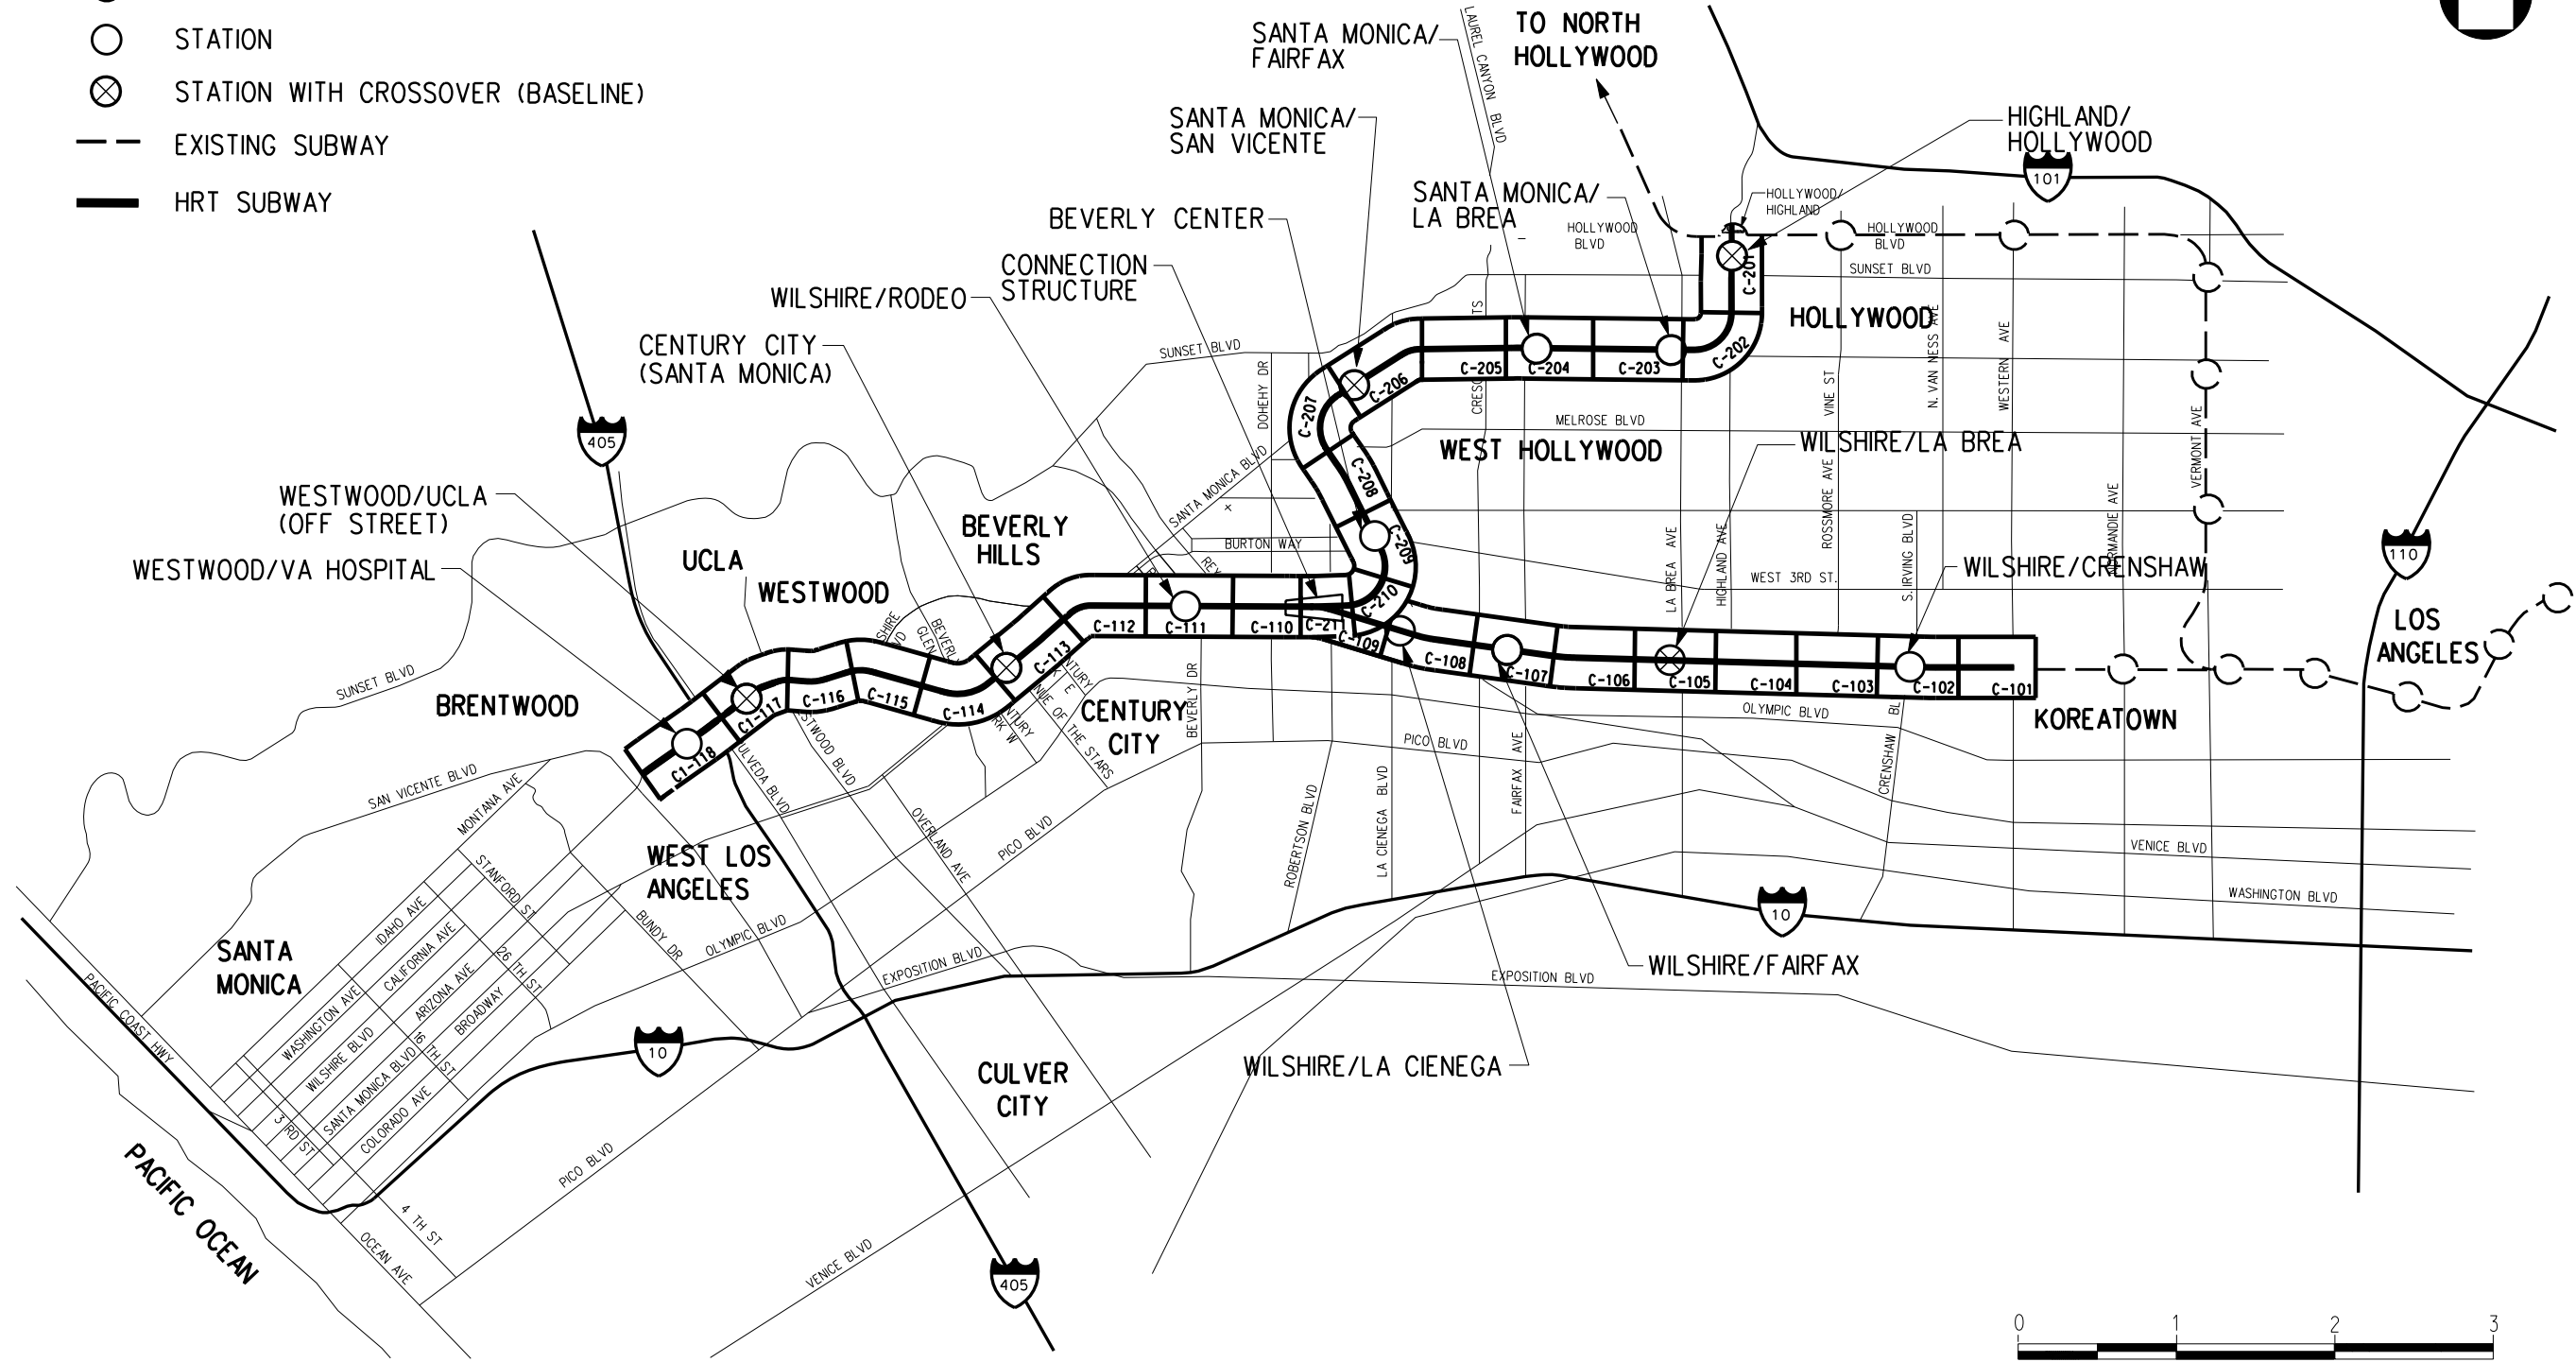 STATION
STATION WITH CROSSOVER (BASELINE)
EXISTING SUBWAY
HRT SUBWAY
SANTA MONICA/
FAIRFAX
LAUREL CANYON BLVD
TO NORTH
HOLLYWOOD
SANTA MONICA/
SAN VICENTE
HIGHLAND/
HOLLYWOOD
101
SANTA MONICA/
LA BREA
HOLLYWOOD/
HIGHLAND
BEVERLY CENTER
HOLLYWOOD
BLVD
HOLLYWOOD
BLVD
CONNECTION
STRUCTURE
SUNSET BLVD
WILSHIRE/RODEO
C-201
HOLLYWOOD
CENTURY CITY
(SANTA MONICA)
SUNSET BLVD
C-202
C-203
C-204
C-205
C-206
C-207
C-208
C-209
C-210
C-211
DOHENY DR
VINE ST
N. VAN NESS AVE
WESTERN AVE
VERMONT AVE
MELROSE BLVD
WEST HOLLYWOOD
WILSHIRE/LA BREA
405
SANTA MONICA BLVD
WESTWOOD/UCLA
(OFF STREET)
BEVERLY
HILLS
BURTON WAY
LA BREA AVE
HIGHLAND AVE
ROSSMORE AVE
S. IRVING BLVD
110
WESTWOOD/VA HOSPITAL
UCLA
WESTWOOD
WEST 3RD ST.
WILSHIRE/CRENSHAW
LOS
ANGELES
BEVERLY
GLEN
C-112
C-111
C-110
C-109
C-108
C-107
C-106
C-105
C-104
C-103
C-102
C-101
C-113
C-114
C-115
C-116
C1-117
C1-118
SUNSET BLVD
BRENTWOOD
CENTURY
CITY
BEVERLY DR
OLYMPIC BLVD
KOREATOWN
PICO BLVD
SAN VICENTE BLVD
MONTANA AVE
OVERLAND AVE
PICO BLVD
ROBERTSON BLVD
LA CIENEGA BLVD
FAIRFAX AVE
CRENSHAW BL
VENICE BLVD
WEST LOS
ANGELES
STANFORD ST
WASHINGTON BLVD
10
IDAHO AVE
BUNDY DR
OLYMPIC BLVD
CALIFORNIA AVE
26 TH ST
EXPOSITION BLVD
EXPOSITION BLVD
WILSHIRE/FAIRFAX
SANTA
MONICA
ARIZONA AVE
BROADWAY
WASHINGTON AVE
PACIFIC COAST HWY
WILSHIRE BLVD
16 TH ST
10
WILSHIRE/LA CIENEGA
SANTA MONICA BLVD
COLORADO AVE
3 RD ST
CULVER
CITY
PICO BLVD
PACIFIC OCEAN
4 TH ST
OCEAN AVE
VENICE BLVD
405
0 1 2 3